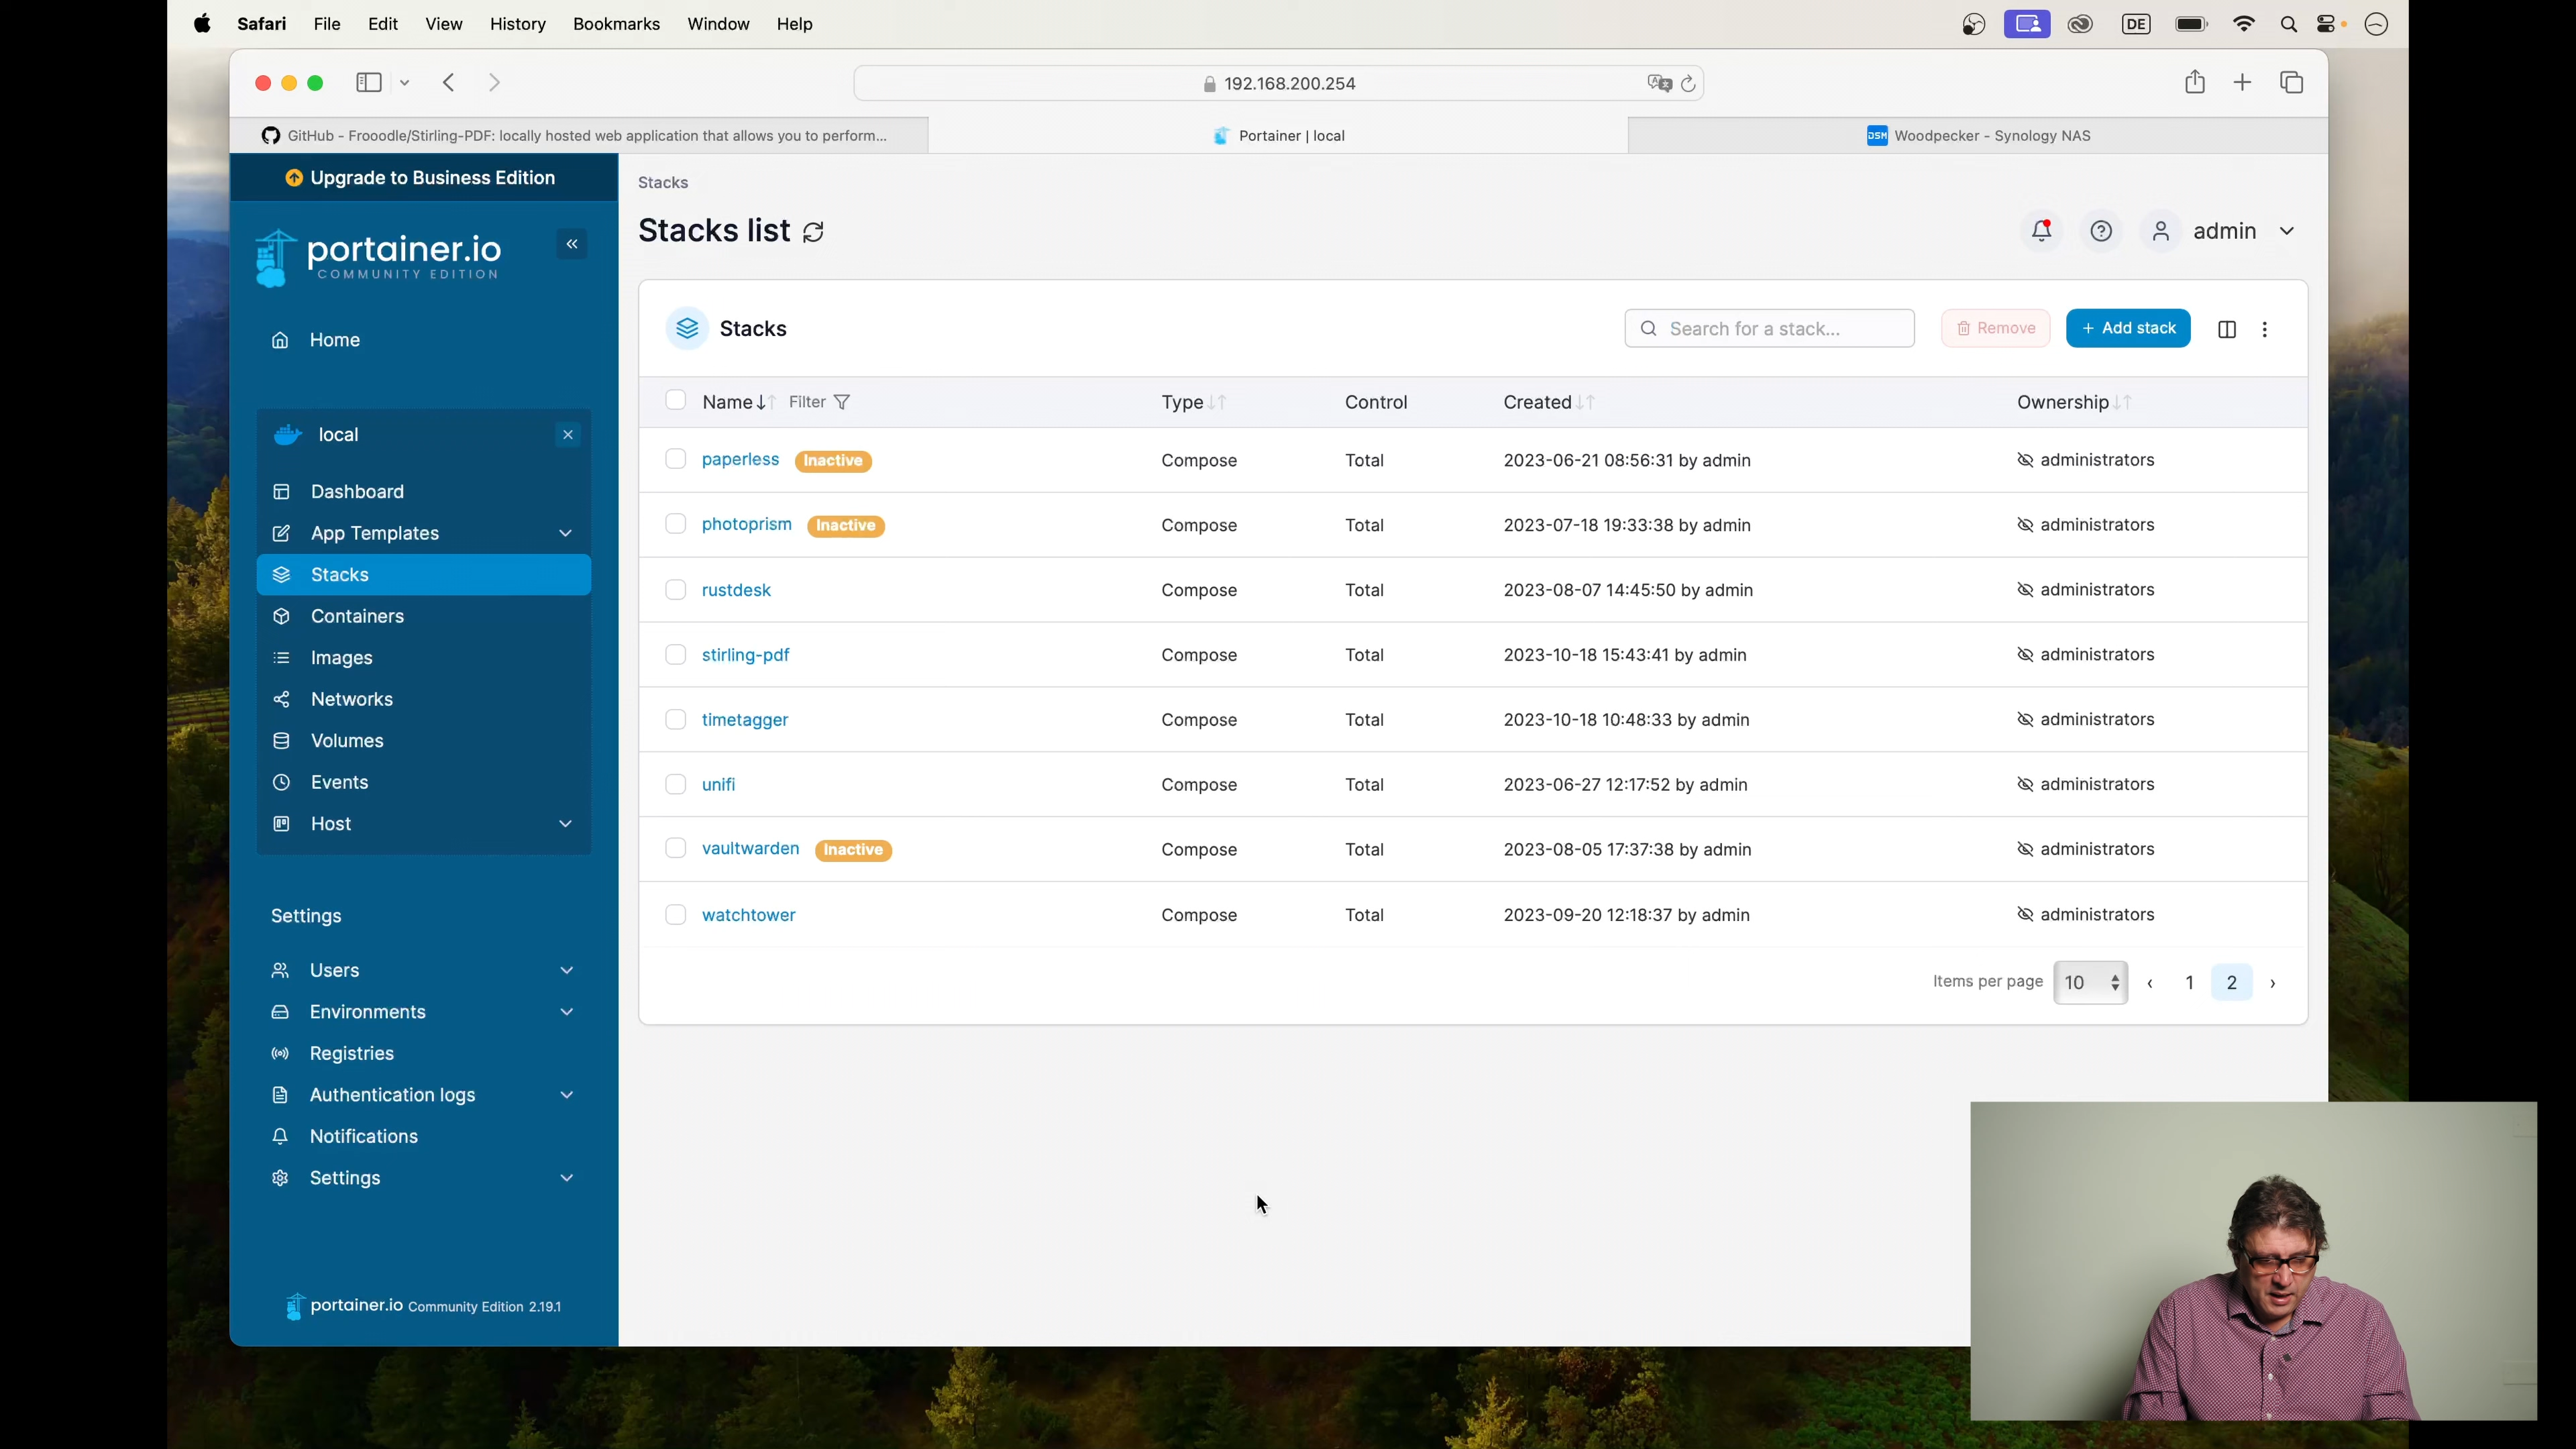 Safari File Edit View History Bookmarks Window Help
DE
192.168.200.254
GitHub - Frooodle/Stirling-PDF: locally hosted web application that allows you to perform...
Portainer | local
DSM Woodpecker - Synology NAS
Upgrade to Business Edition
portainer.io
COMMUNITY EDITION
Home
local
Dashboard
App Templates
Stacks
Containers
Images
Networks
Volumes
Events
Host
Settings
Users
Environments
Registries
Authentication logs
Notifications
Settings
portainer.io Community Edition 2.19.1
Stacks
Stacks list
admin
Stacks
Search for a stack...
Remove
+ Add stack
Name Filter Type Control Created Ownership
paperless Inactive Compose Total 2023-06-21 08:56:31 by admin administrators
photoprism Inactive Compose Total 2023-07-18 19:33:38 by admin administrators
rustdesk Compose Total 2023-08-07 14:45:50 by admin administrators
stirling-pdf Compose Total 2023-10-18 15:43:41 by admin administrators
timetagger Compose Total 2023-10-18 10:48:33 by admin administrators
unifi Compose Total 2023-06-27 12:17:52 by admin administrators
vaultwarden Inactive Compose Total 2023-08-05 17:37:38 by admin administrators
watchtower Compose Total 2023-09-20 12:18:37 by admin administrators
Items per page 10 ‹ 1 2 ›